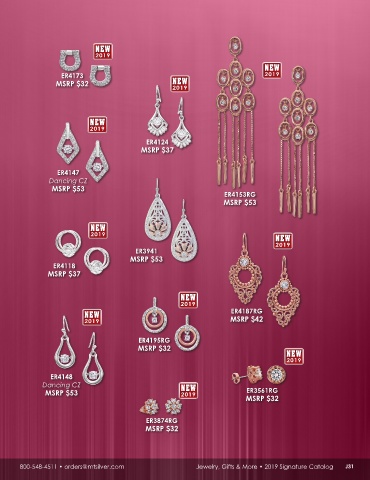 NEW
2019
ER4173
MSRP $32
NEW
2019
ER4124
MSRP $37
NEW
2019
ER4153RG
MSRP $53
NEW
2019
ER4147
Dancing CZ
MSRP $53
ER3941
MSRP $53
NEW
2019
ER4118
MSRP $37
NEW
2019
ER4187RG
MSRP $42
NEW
2019
ER4195RG
MSRP $32
NEW
2019
ER4148
Dancing CZ
MSRP $53
NEW
2019
ER3561RG
MSRP $32
NEW
2019
ER3874RG
MSRP $32
800-548-4511 • orders@mtsilver.com
Jewelry, Gifts & More • 2019 Signature Catalog J31